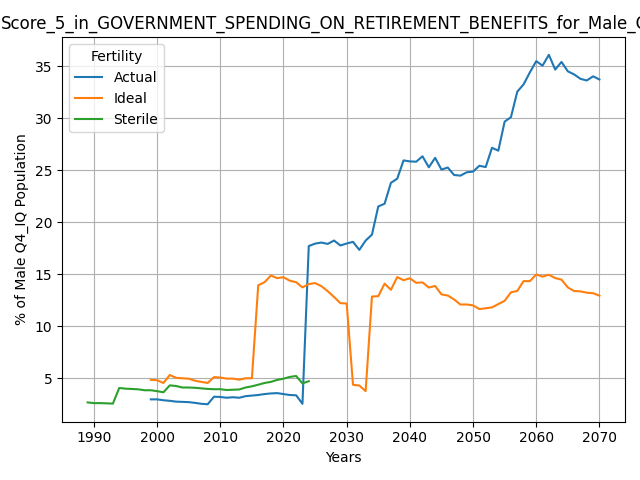 Score_5_in_GOVERNMENT_SPENDING_ON_RETIREMENT_BENEFITS_for_Male_
Fertility
Actual
Ideal
Sterile
% of Male Q4_IQ Population
35
30
25
20
15
10
5
1990 2000 2010 2020 2030 2040 2050 2060 2070
Years